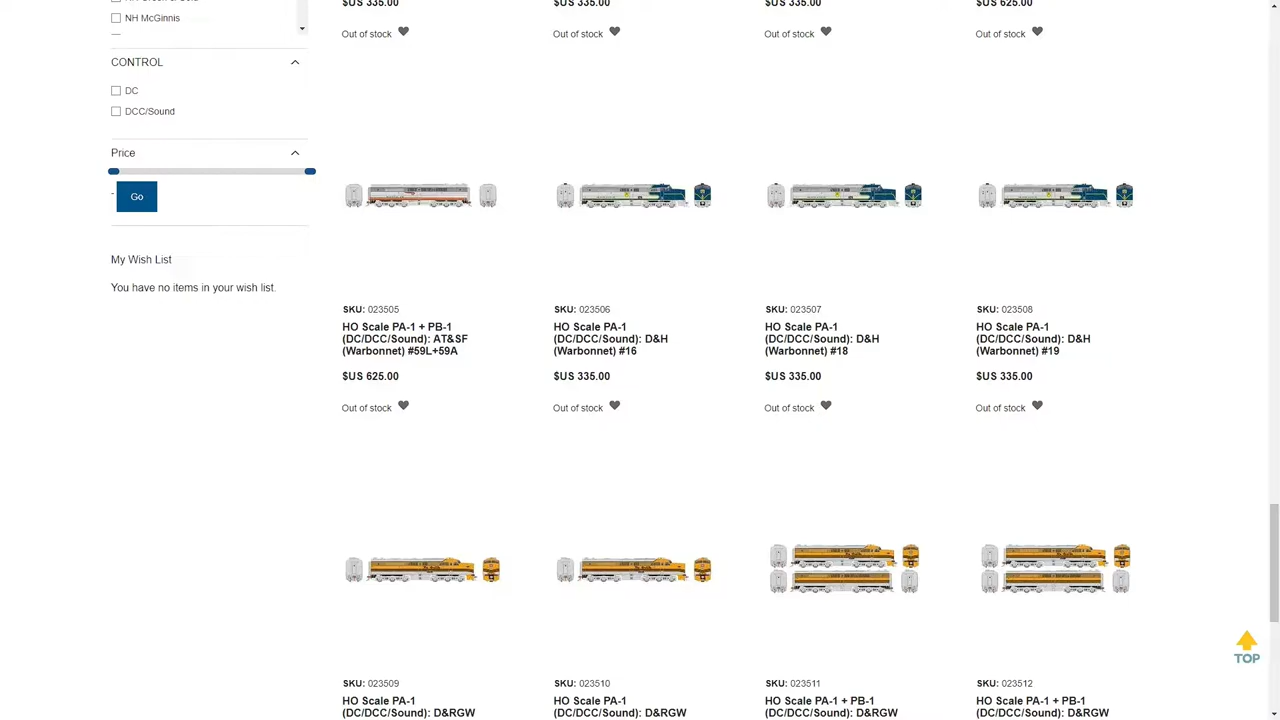 NH McGinnis
CONTROL
DC
DCC/Sound
Price
-
Go
My Wish List
You have no items in your wish list.
$US 335.00
Out of stock
$US 335.00
Out of stock
$US 335.00
Out of stock
$US 625.00
Out of stock
SKU: 023505
HO Scale PA-1 + PB-1
(DC/DCC/Sound): AT&SF
(Warbonnet) #59L+59A
$US 625.00
Out of stock
SKU: 023506
HO Scale PA-1
(DC/DCC/Sound): D&H
(Warbonnet) #16
$US 335.00
Out of stock
SKU: 023507
HO Scale PA-1
(DC/DCC/Sound): D&H
(Warbonnet) #18
$US 335.00
Out of stock
SKU: 023508
HO Scale PA-1
(DC/DCC/Sound): D&H
(Warbonnet) #19
$US 335.00
Out of stock
SKU: 023509
HO Scale PA-1
(DC/DCC/Sound): D&RGW
SKU: 023510
HO Scale PA-1
(DC/DCC/Sound): D&RGW
SKU: 023511
HO Scale PA-1 + PB-1
(DC/DCC/Sound): D&RGW
SKU: 023512
HO Scale PA-1 + PB-1
(DC/DCC/Sound): D&RGW
TOP